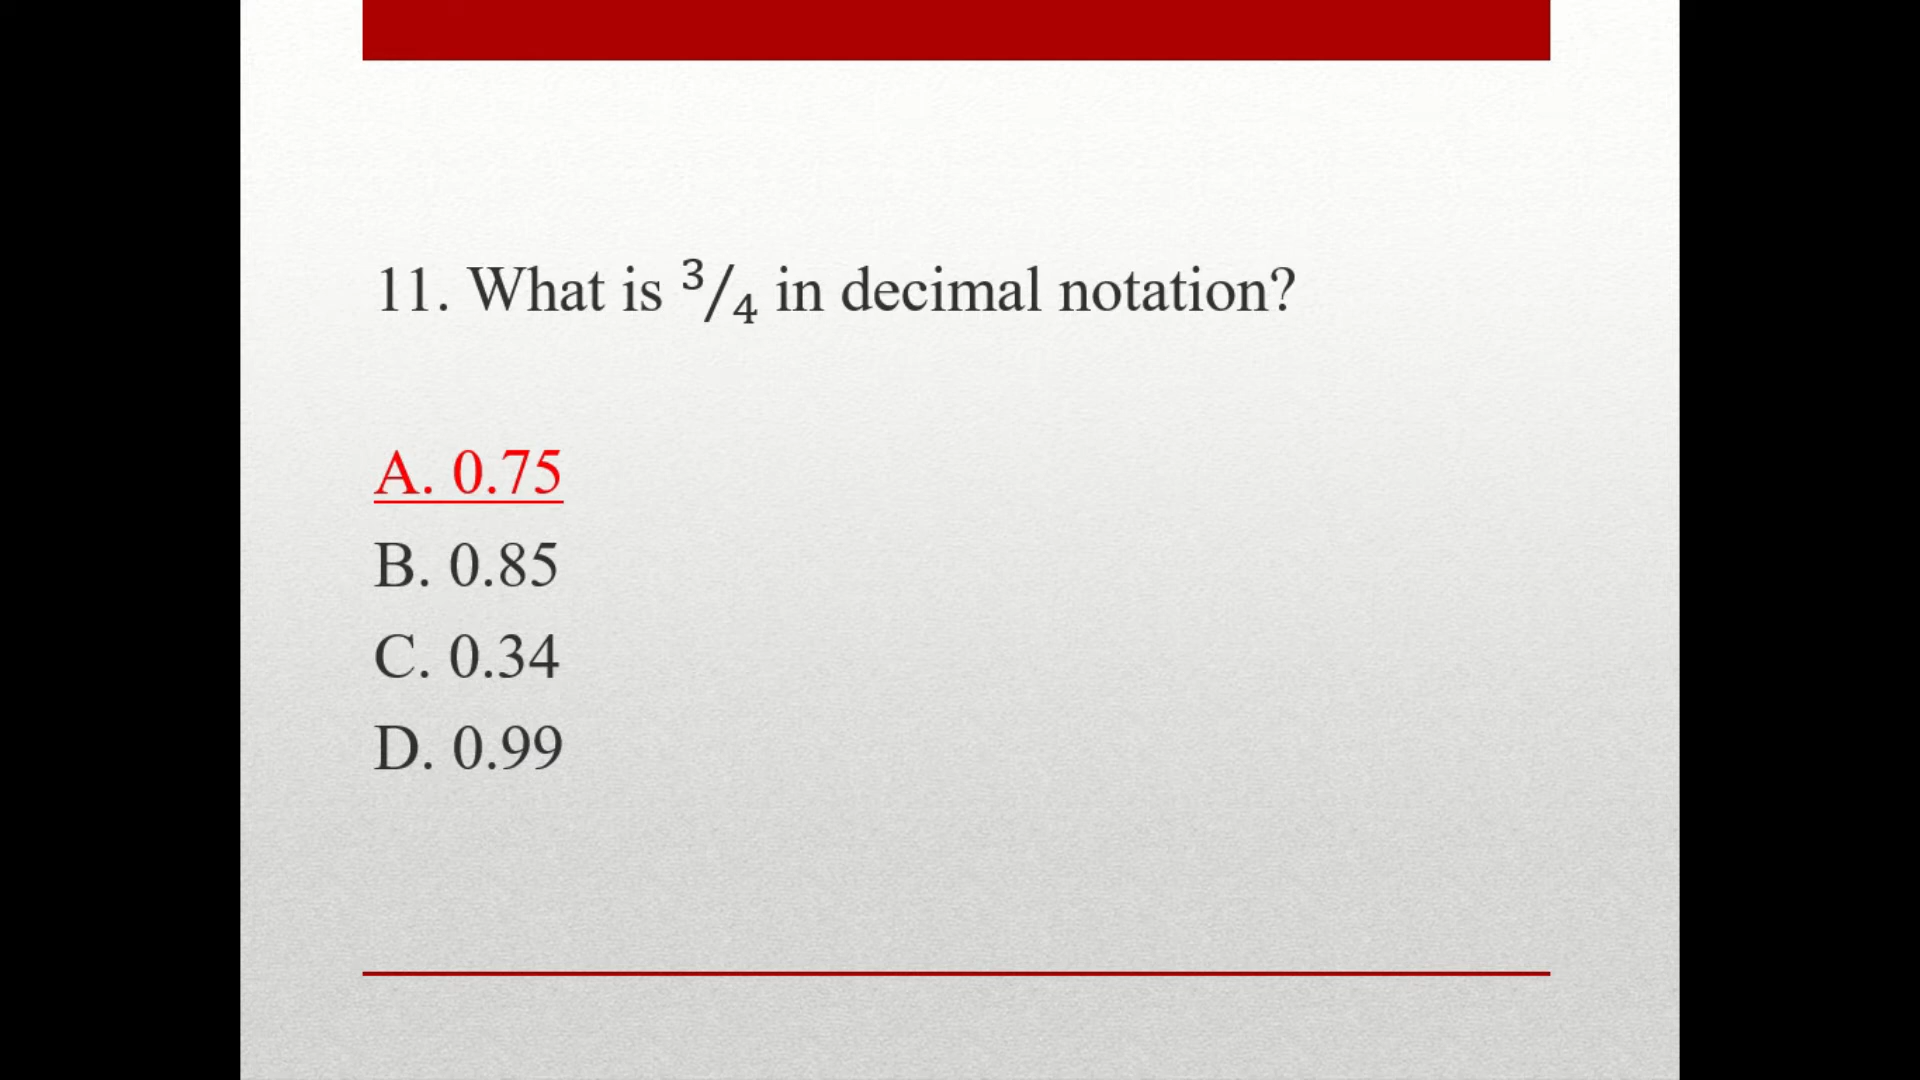 11. What is 3/4 in decimal notation?
A. 0.75
B. 0.85
C. 0.34
D. 0.99